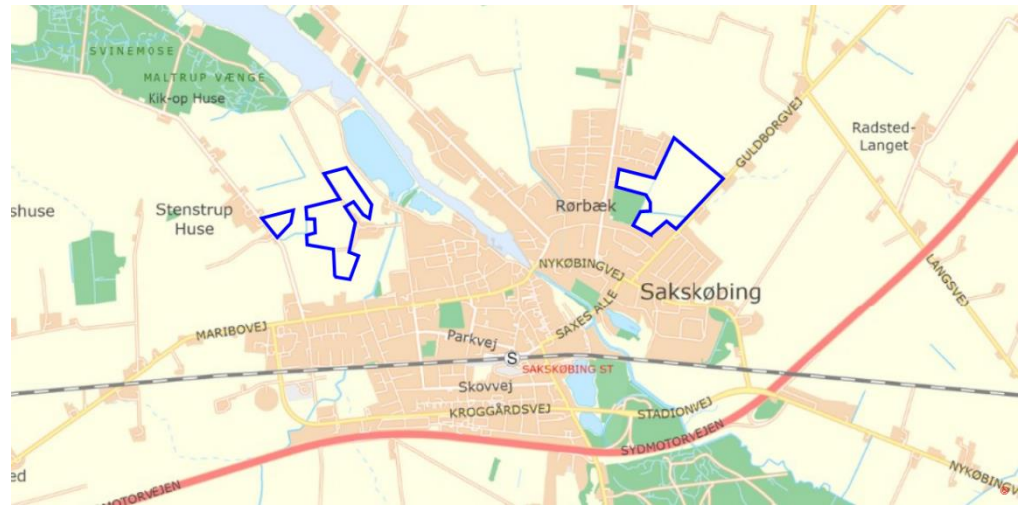 SVINEMOSE
MALTRUP VÆNGE
Kik-op Huse
GULDBORGVEJ
Radsted-
Langet
shuse
Stenstrup
Huse
Rørbæk
NYKØBINGVEJ
LANGSVEJ
Sakskøbing
MARIBOVEJ
SAXES ALLE
Parkvej
S
SAKSKØBING ST
Skovvej
KROGGÅRDSVEJ
STADIONVEJ
SYDMOTORVEJEN
ed
MOTORVEJEN
NYKØBINGV